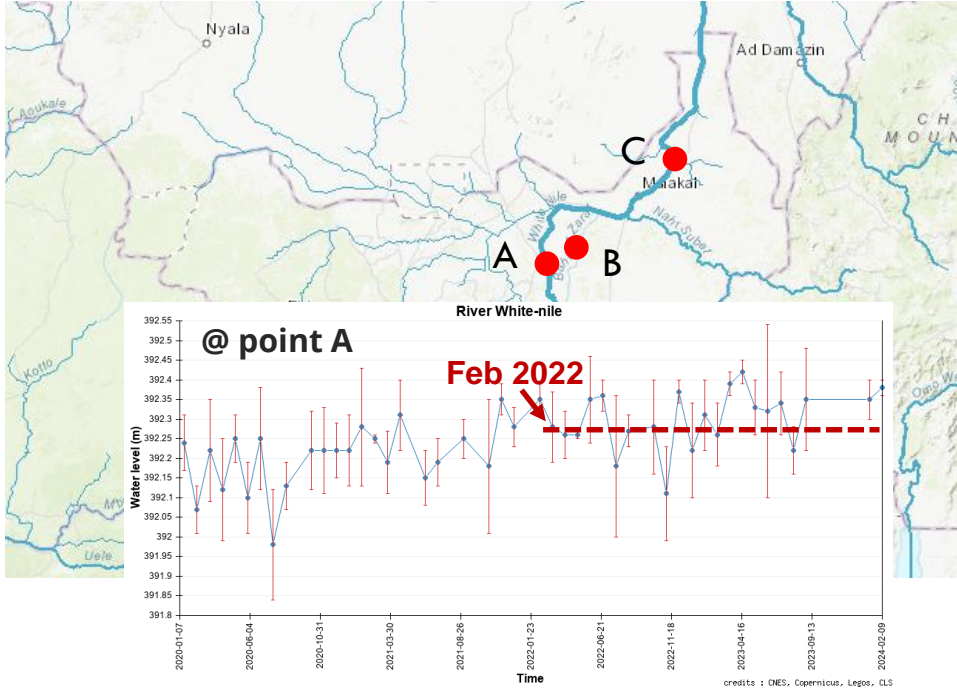 Nyala
Ad Damazin
Aoukale
C H
M O U N
C
Malakal
White Nile
Bahr Zaraf
Nahr Subet
A
B
Kotto
Uele
Omo We
River White-nile
@ point A
Feb 2022
Water level (m)
392.55
392.5
392.45
392.4
392.35
392.3
392.25
392.2
392.15
392.1
392.05
392
391.95
391.9
391.85
391.8
2020-01-07
2020-06-04
2020-10-31
2021-03-30
2021-08-26
2022-01-23
2022-06-21
2022-11-18
2023-04-16
2023-09-13
2024-02-09
Time
credits : CNES, Copernicus, Legos, CLS